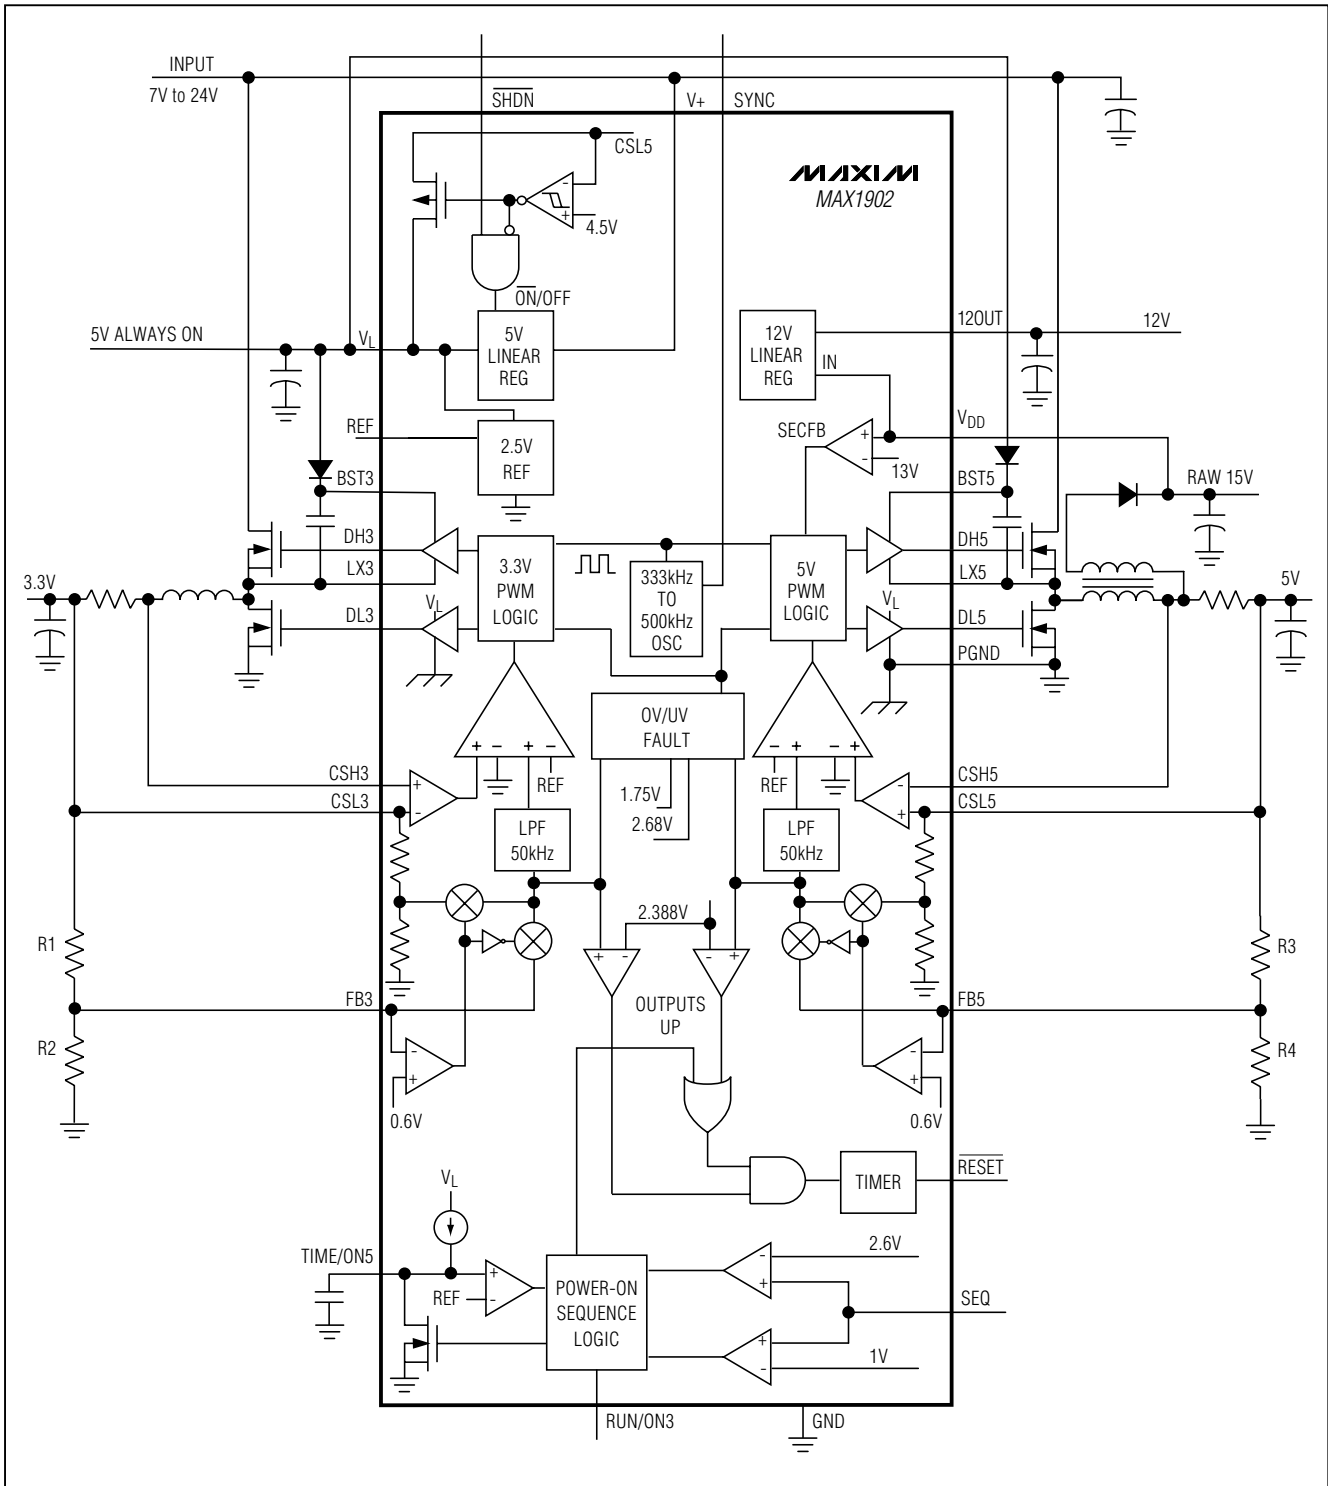 INPUT
7V to 24V
SHDN
V+
SYNC
CSL5
MAXIM
MAX1902
-
+
4.5V
ON/OFF
5V ALWAYS ON
VL
5V
LINEAR
REG
12V
LINEAR
REG
12OUT
12V
IN
REF
2.5V
REF
SECFB
+
-
13V
VDD
BST3
BST5
RAW 15V
DH3
LX3
3.3V
PWM
LOGIC
333kHz
TO
500kHz
OSC
5V
PWM
LOGIC
DH5
LX5
3.3V
5V
VL
VL
DL3
DL5
PGND
OV/UV
FAULT
+ - + -
- + - +
REF
REF
CSH3
+
CSL3
-
1.75V
2.68V
-
CSH5
+
CSL5
LPF
50kHz
LPF
50kHz
2.388V
R1
R3
+ -
- +
FB3
OUTPUTS
UP
FB5
R2
R4
-
+
-
+
0.6V
0.6V
TIMER
RESET
VL
TIME/ON5
+
REF
-
POWER-ON
SEQUENCE
LOGIC
-
2.6V
+
SEQ
+
-
1V
RUN/ON3
GND